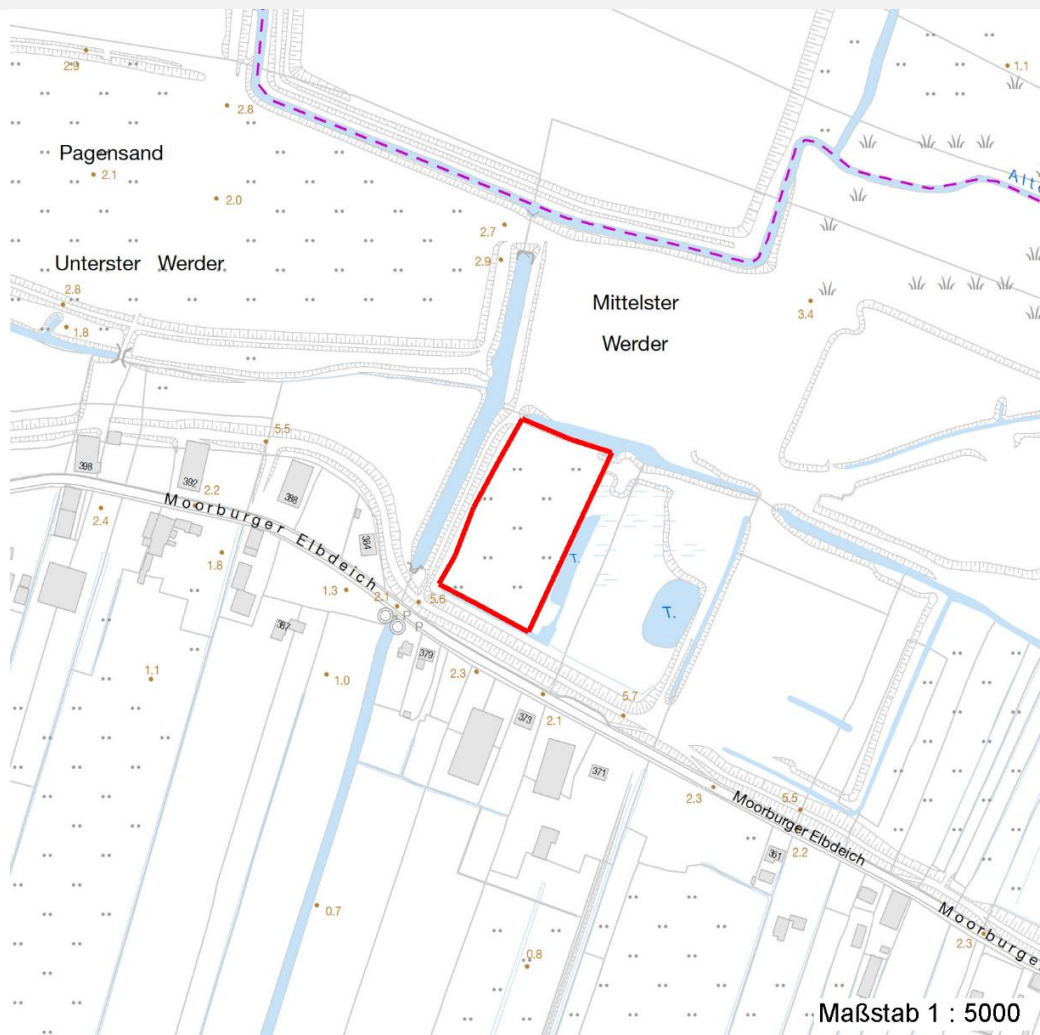 2.9
1.1
2.8
Pagensand
2.1
Alte
2.0
2.7
2.9
Unterster Werder
2.8
Mittelster
3.4
1.8
Werder
5.5
398
392
388
2.2
Moorburger Elbdeich
2.4
384
1.8
T.
1.3
2.1
5.6
P
P
T.
387
379
1.1
1.0
2.3
2.1
5.7
373
371
2.3
Moorburger Elbdeich
5.5
2.2
361
0.7
Moorburger
2.3
0.8
Maßstab 1 : 5000